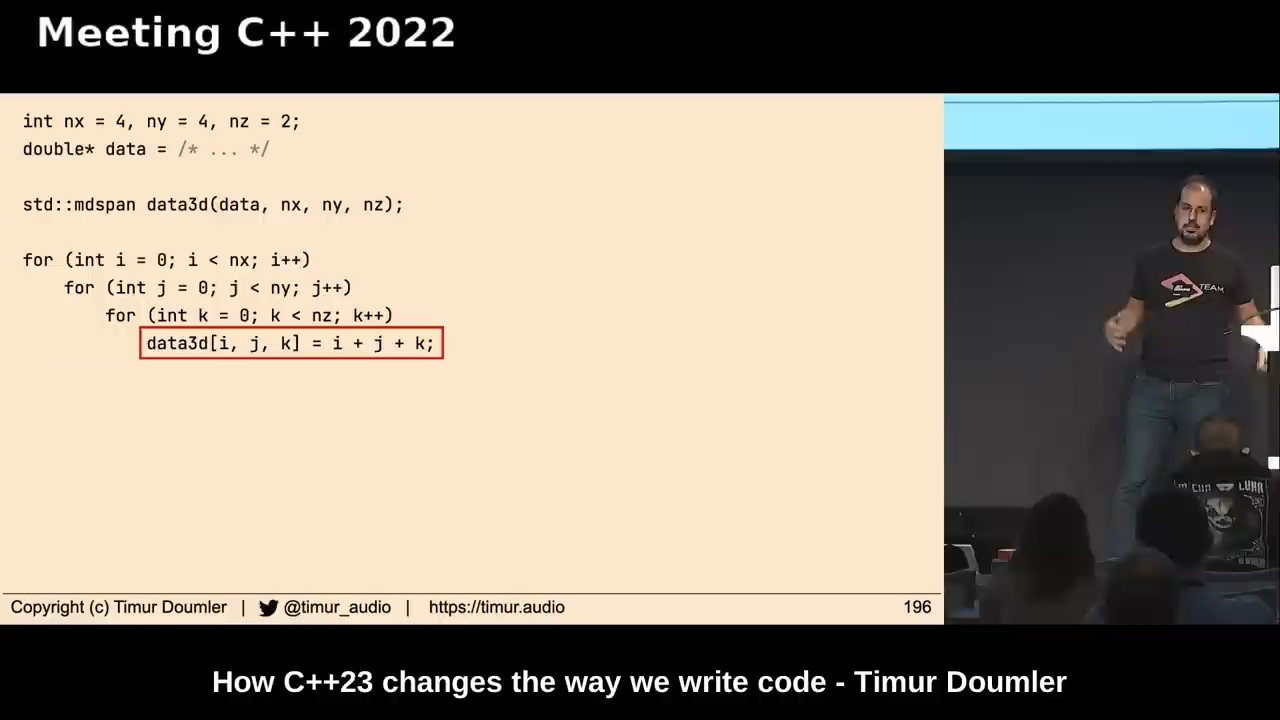 Meeting C++ 2022
int nx = 4, ny = 4, nz = 2;
double* data = /* ... */
std::mdspan data3d(data, nx, ny, nz);
for (int i = 0; i < nx; i++)
for (int j = 0; j < ny; j++)
for (int k = 0; k < nz; k++)
data3d[i, j, k] = i + j + k;
Copyright (c) Timur Doumler | @timur_audio | https://timur.audio
196
TEAM
How C++23 changes the way we write code - Timur Doumler